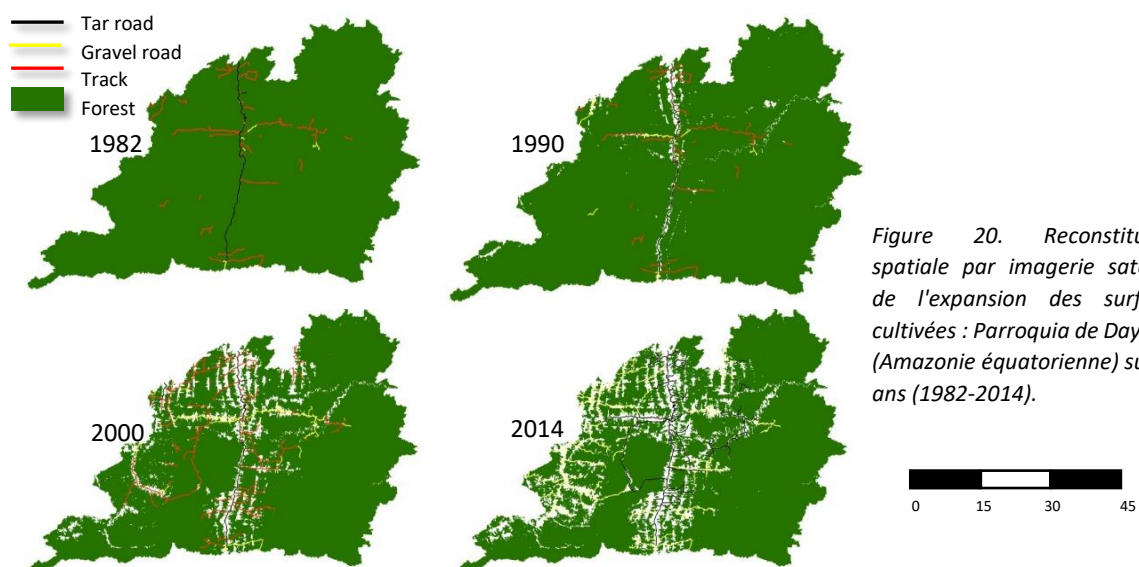 Tar road
Gravel road
Track
Forest
1982
1990
2000
2014
Figure 20. Reconstitu
spatiale par imagerie sat
de l'expansion des surf
cultivées : Parroquia de Day
(Amazonie équatorienne) su
ans (1982-2014).
0 15 30 45